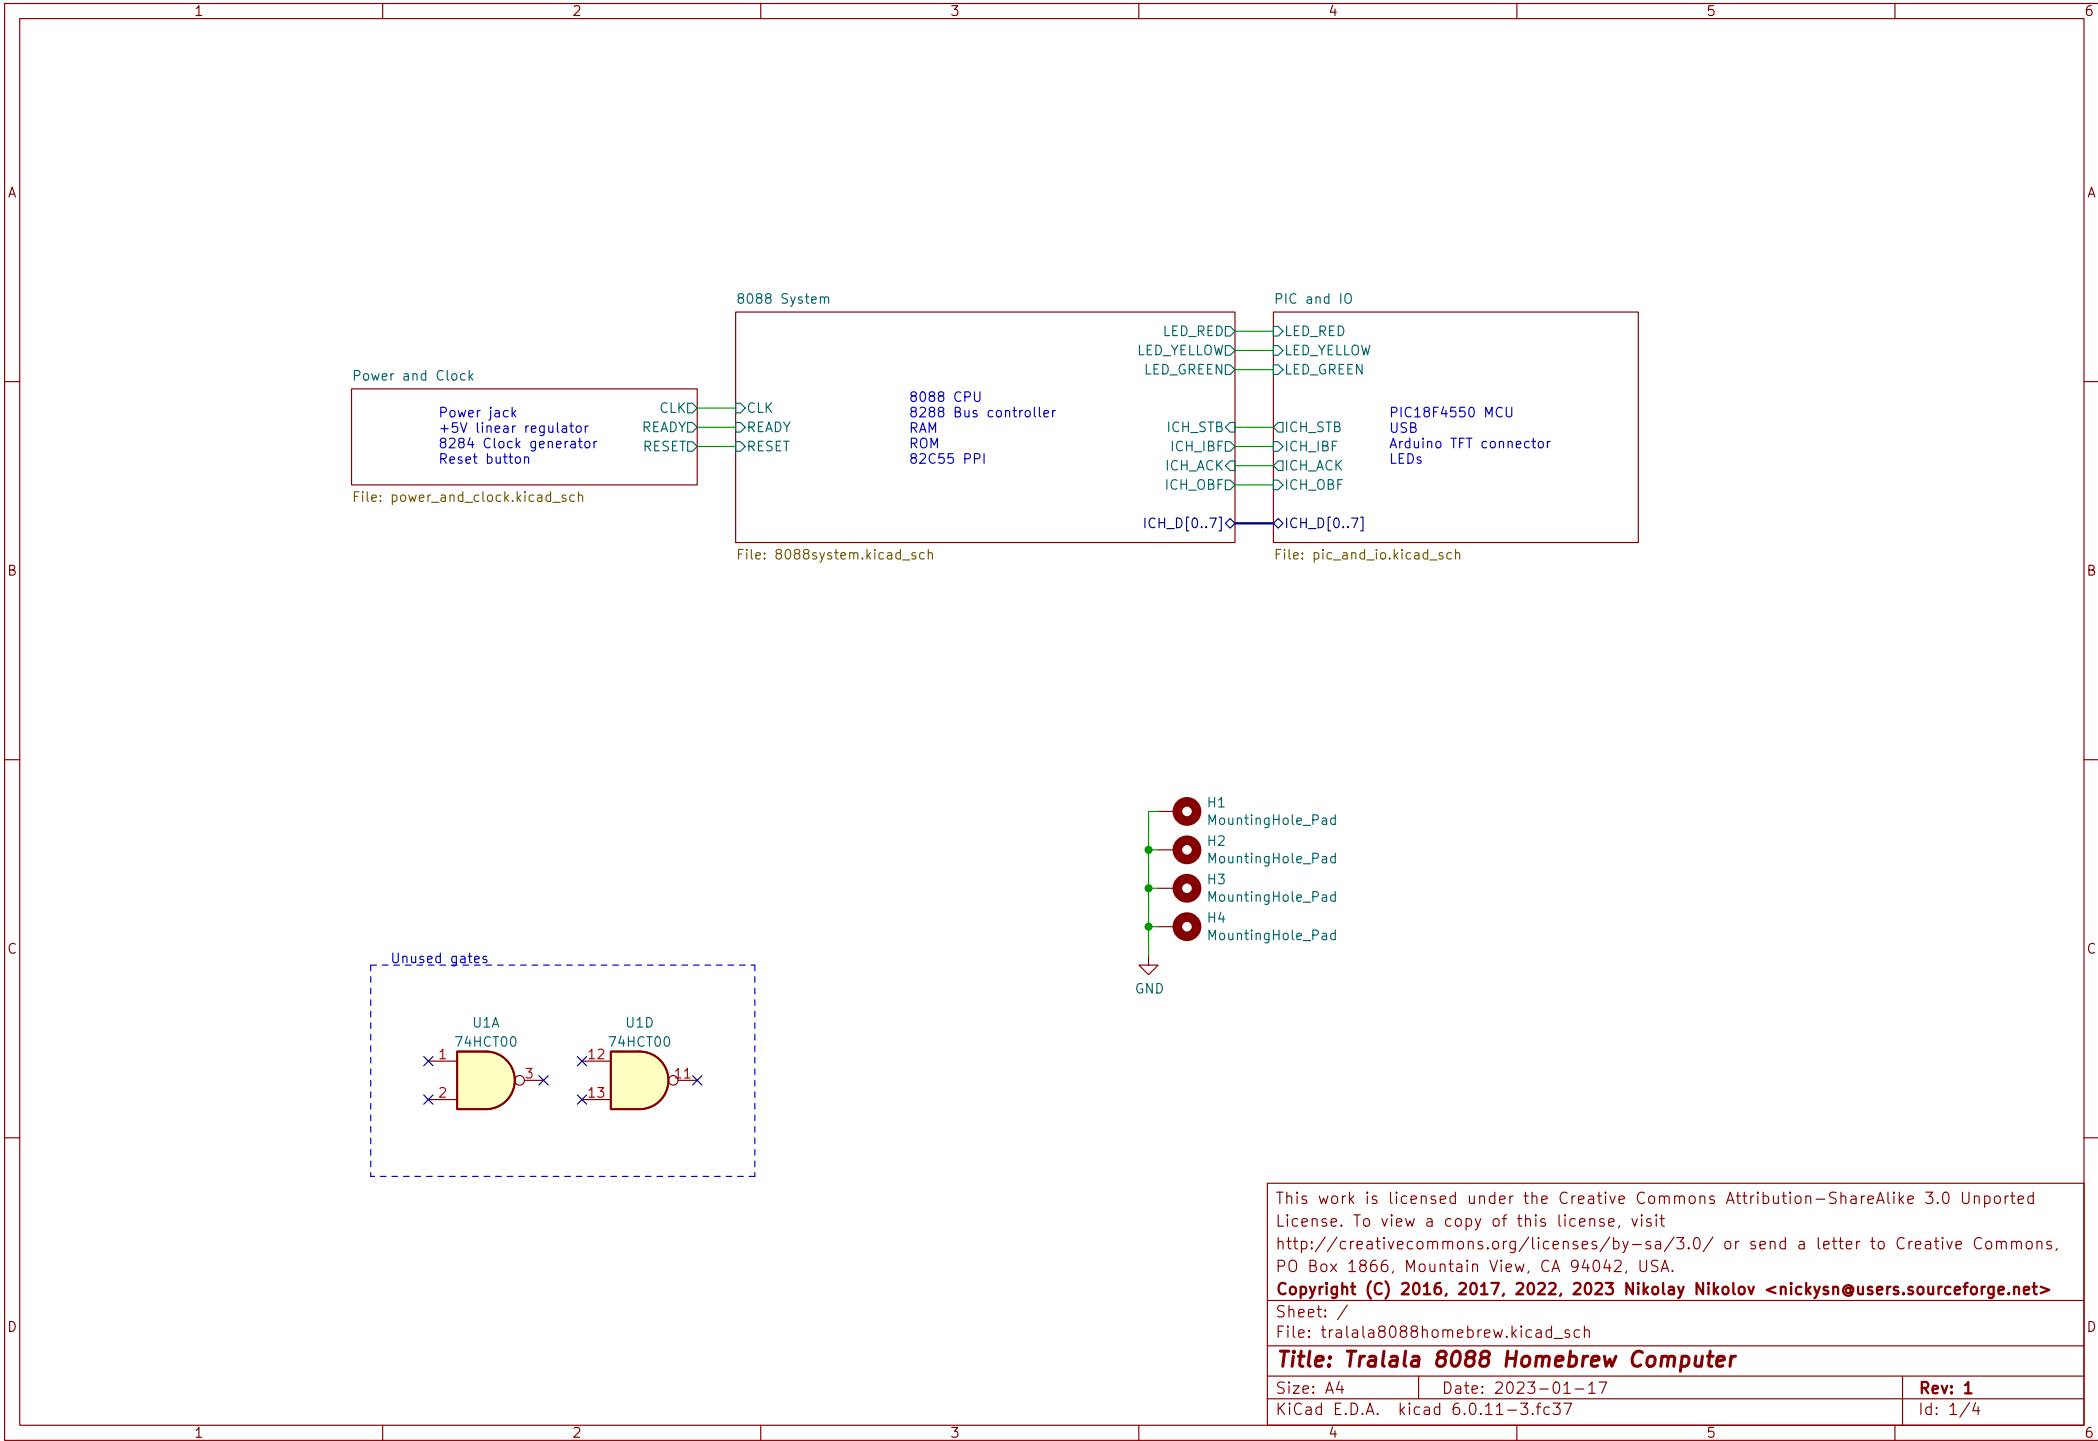 1 2 3 4 5 6
A A
8088 System
PIC and IO
LED_RED LED_RED
LED_YELLOW LED_YELLOW
LED_GREEN LED_GREEN
Power and Clock
Power jack
+5V linear regulator
8284 Clock generator
Reset button
CLK CLK
READY READY
RESET RESET
File: power_and_clock.kicad_sch
8088 CPU
8288 Bus controller
RAM
ROM
82C55 PPI
ICH_STB ICH_STB
ICH_IBF ICH_IBF
ICH_ACK ICH_ACK
ICH_OBF ICH_OBF
ICH_D[0..7] ICH_D[0..7]
PIC18F4550 MCU
USB
Arduino TFT connector
LEDs
File: 8088system.kicad_sch
File: pic_and_io.kicad_sch
B B
H1
MountingHole_Pad
H2
MountingHole_Pad
H3
MountingHole_Pad
H4
MountingHole_Pad
GND
C C
Unused gates
U1A
74HCT00
1
2
3
U1D
74HCT00
12
13
11
This work is licensed under the Creative Commons Attribution-ShareAlike 3.0 Unported
License. To view a copy of this license, visit
http://creativecommons.org/licenses/by-sa/3.0/ or send a letter to Creative Commons,
PO Box 1866, Mountain View, CA 94042, USA.
Copyright (C) 2016, 2017, 2022, 2023 Nikolay Nikolov <nickysn@users.sourceforge.net>
Sheet: /
File: tralala8088homebrew.kicad_sch
D D
Title: Tralala 8088 Homebrew Computer
Size: A4 Date: 2023-01-17 Rev: 1
KiCad E.D.A. kicad 6.0.11-3.fc37 Id: 1/4
1 2 3 4 5 6